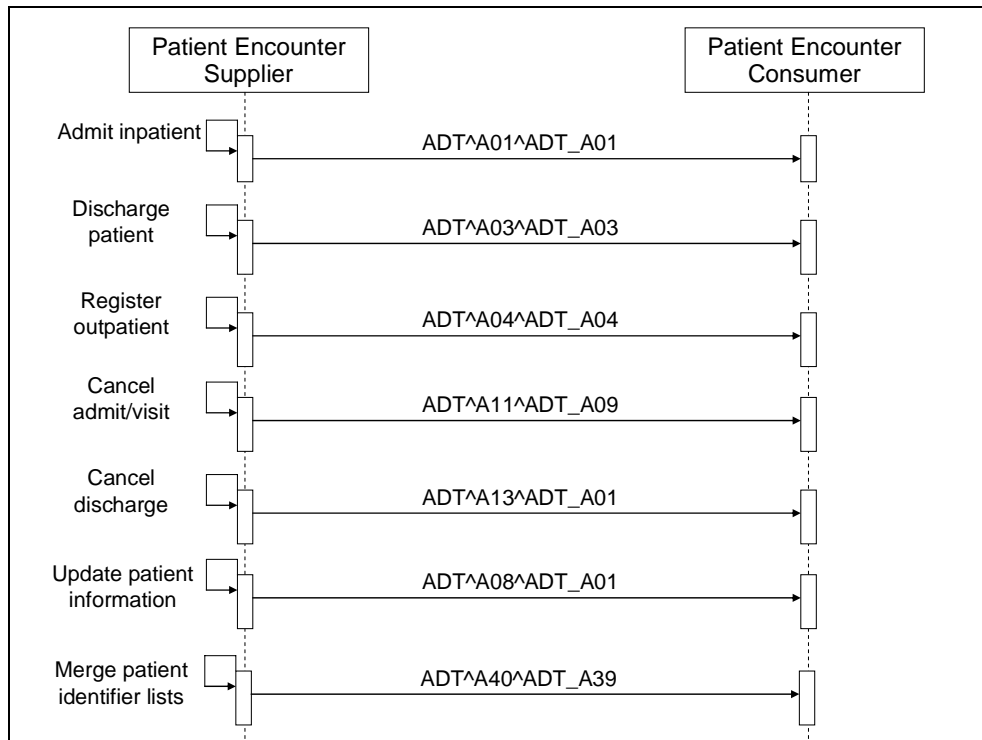 Patient Encounter
Supplier
Patient Encounter
Consumer
Admit inpatient
ADT^A01^ADT_A01
Discharge
patient
ADT^A03^ADT_A03
Register
outpatient
ADT^A04^ADT_A04
Cancel
admit/visit
ADT^A11^ADT_A09
Cancel
discharge
ADT^A13^ADT_A01
Update patient
information
ADT^A08^ADT_A01
Merge patient
identifier lists
ADT^A40^ADT_A39